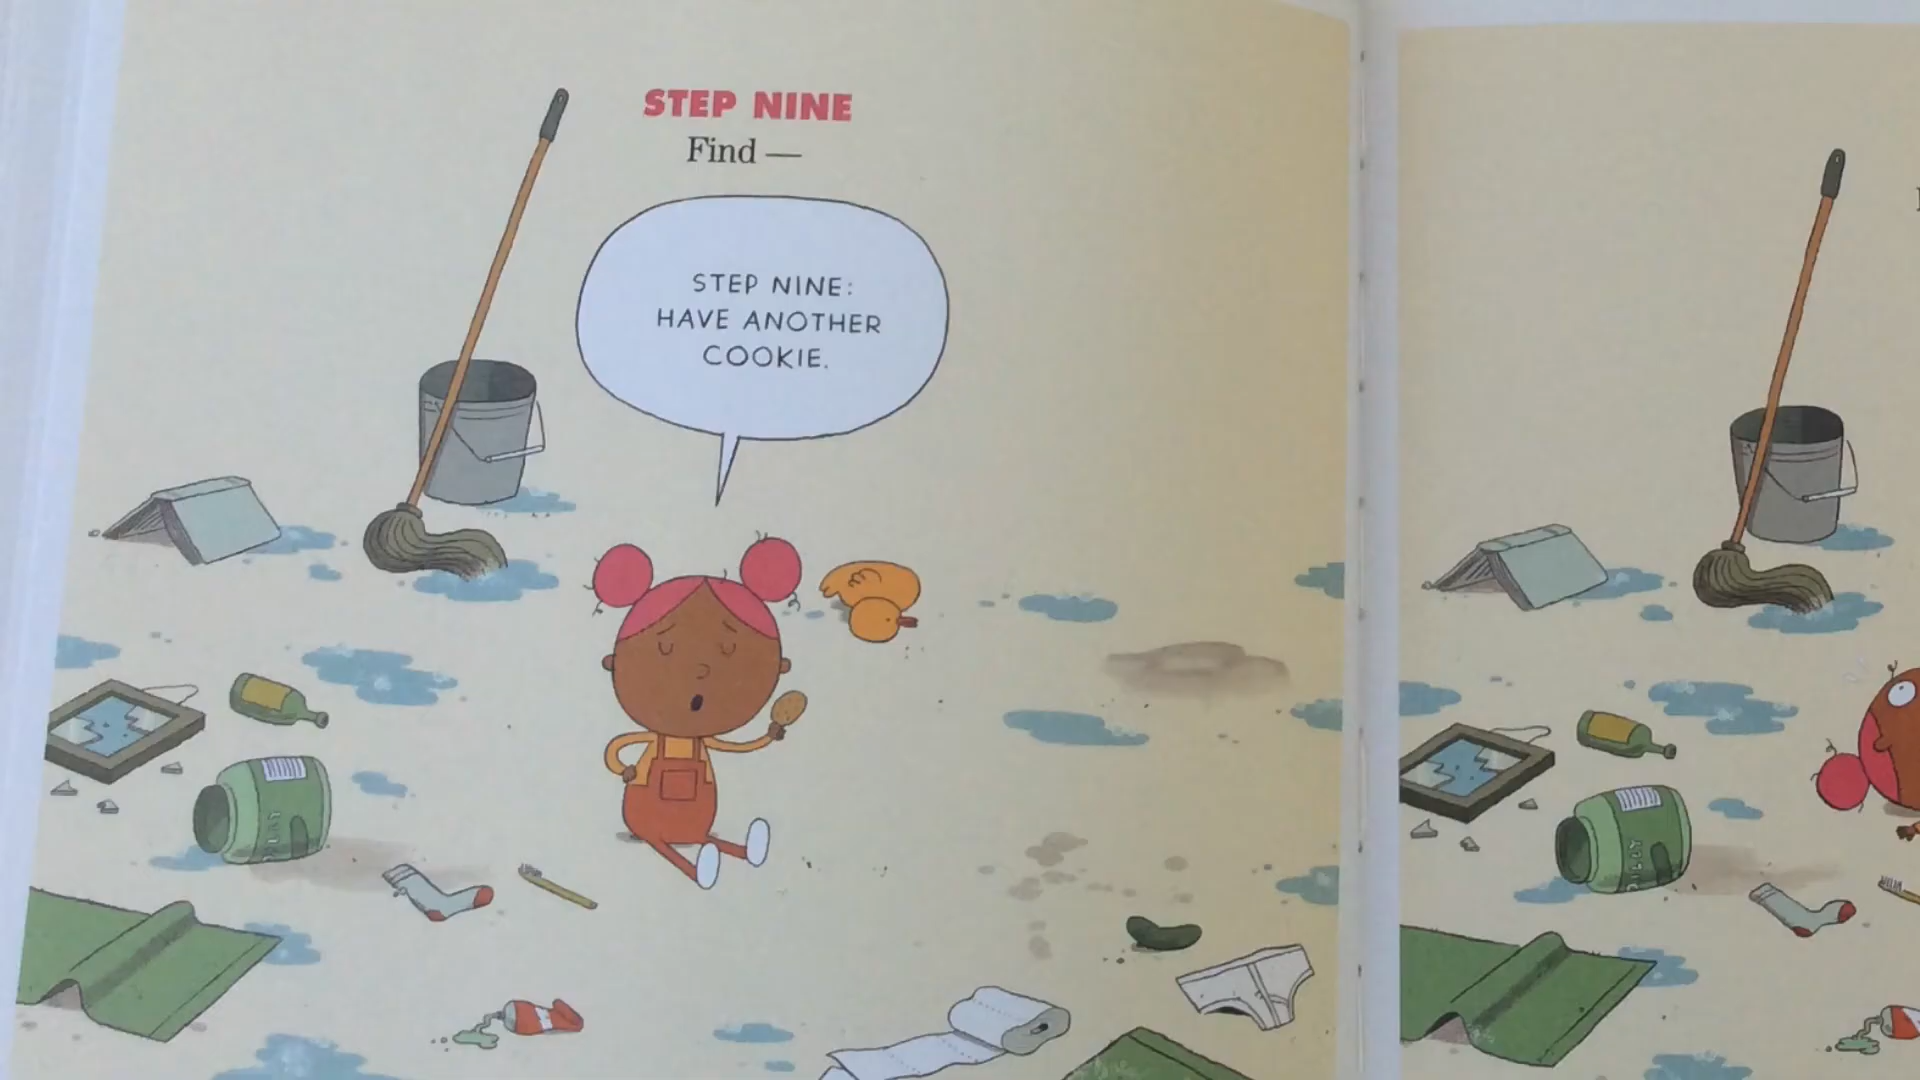 STEP NINE
Find —
STEP NINE:
HAVE ANOTHER
COOKIE.